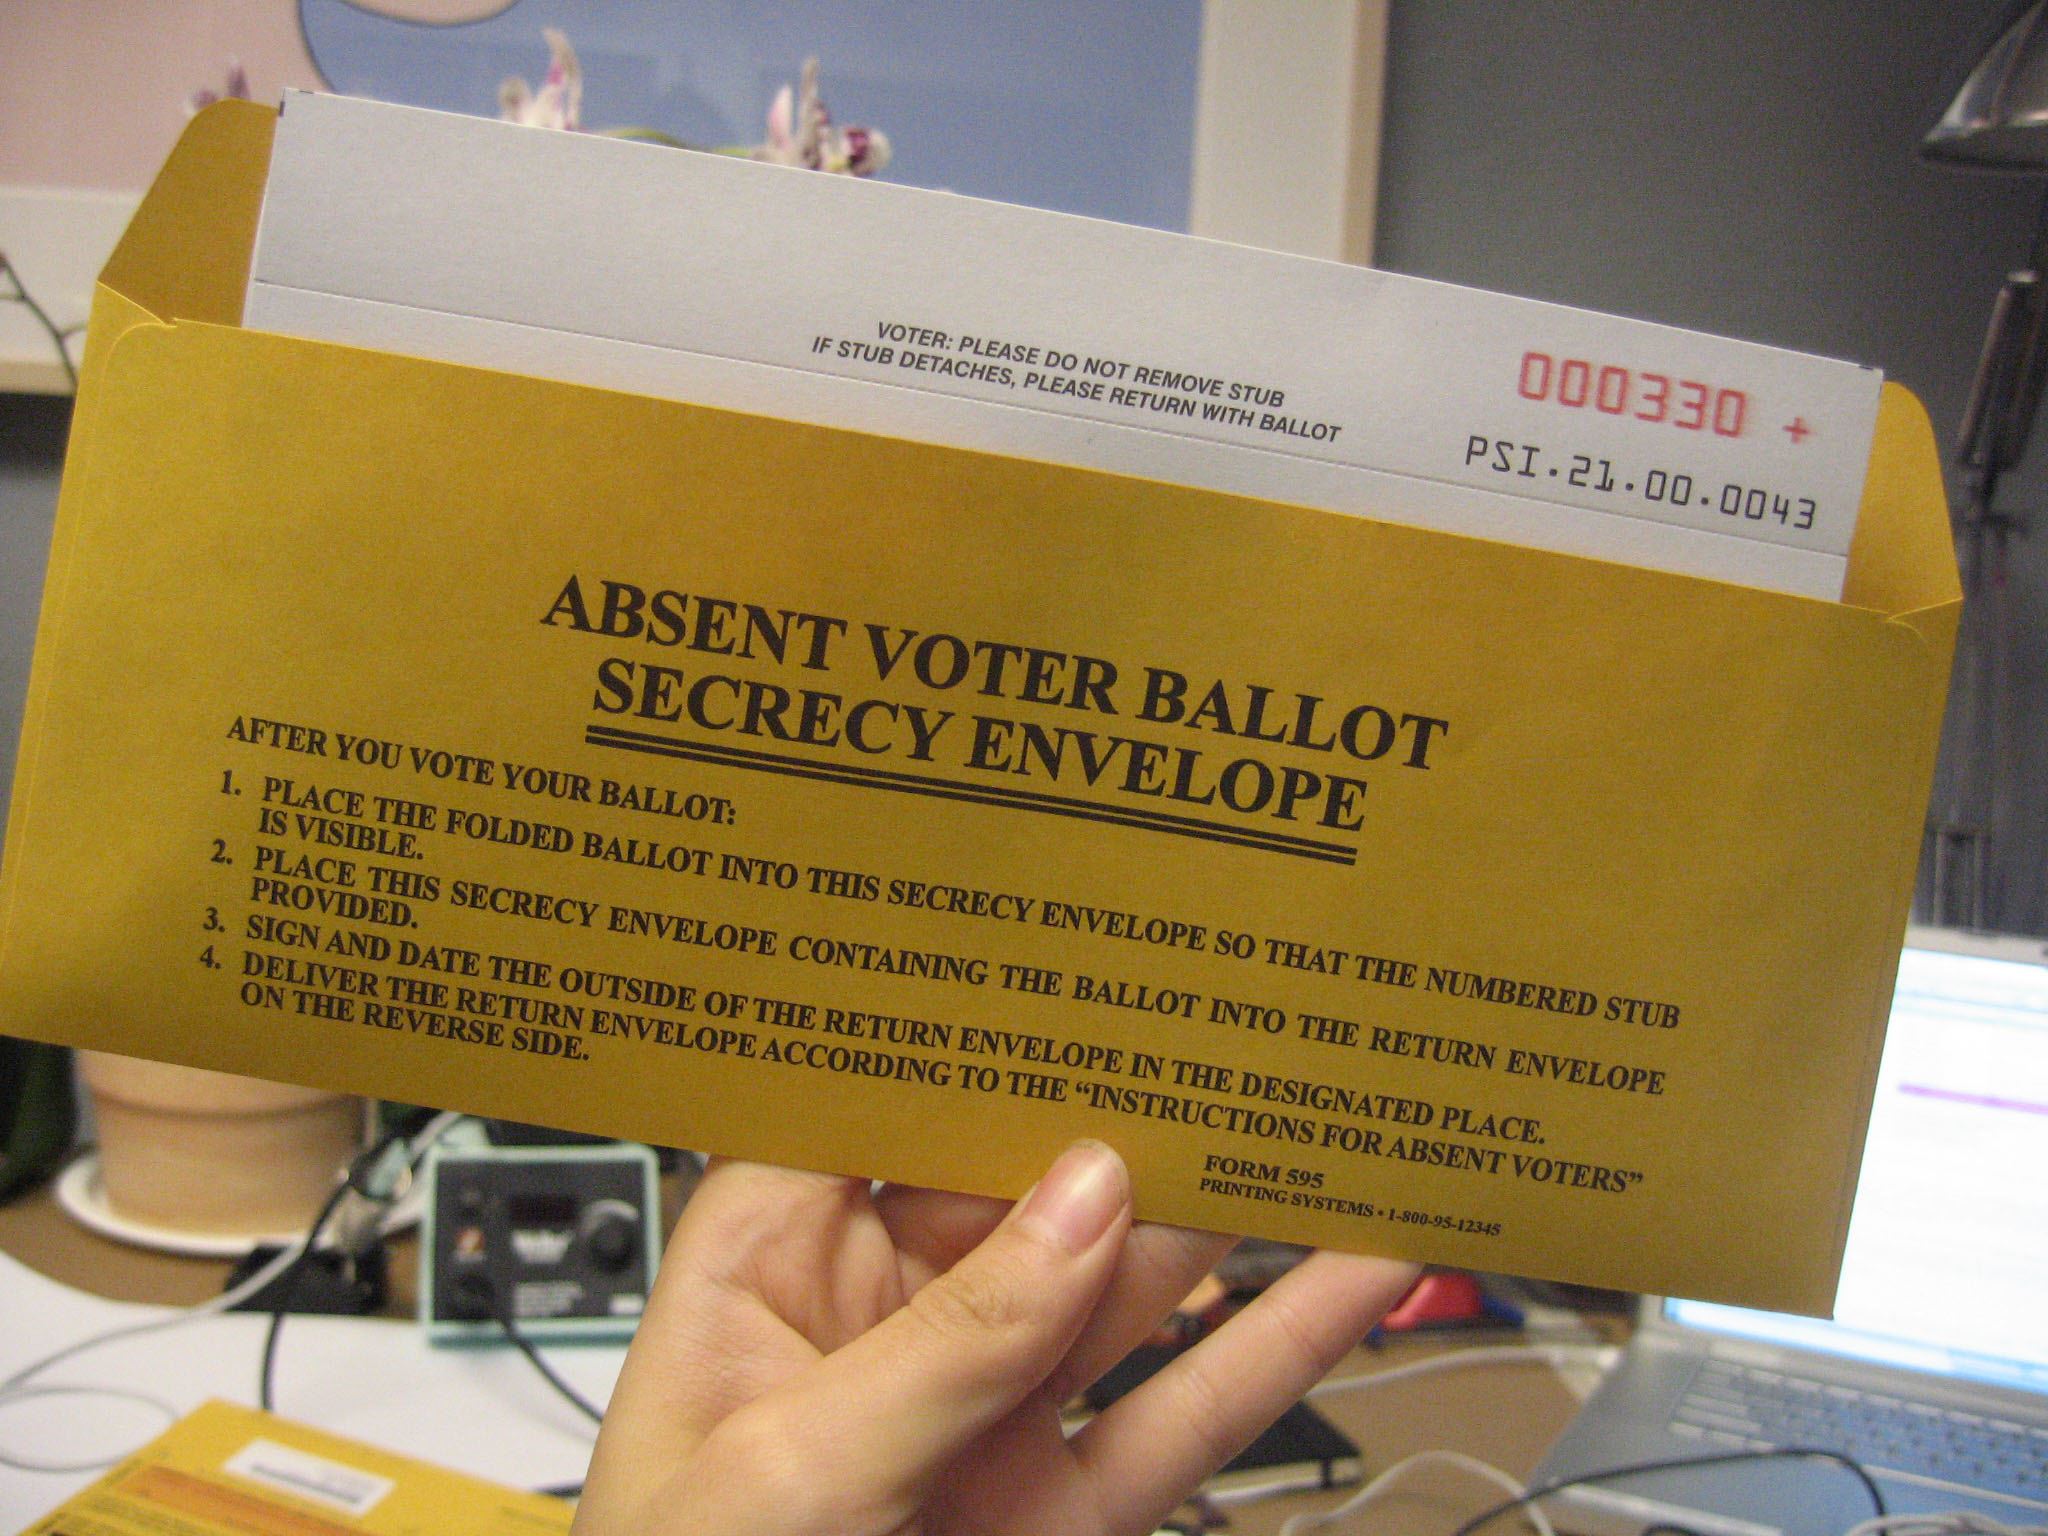 VOTER: PLEASE DO NOT REMOVE STUB
IF STUB DETACHES, PLEASE RETURN WITH BALLOT
000330 +
PSI.21.00.0043
ABSENT VOTER BALLOT
SECRECY ENVELOPE
AFTER YOU VOTE YOUR BALLOT:
1. PLACE THE FOLDED BALLOT INTO THIS SECRECY ENVELOPE SO THAT THE NUMBERED STUB
IS VISIBLE.
2. PLACE THIS SECRECY ENVELOPE CONTAINING THE BALLOT INTO THE RETURN ENVELOPE
PROVIDED.
3. SIGN AND DATE THE OUTSIDE OF THE RETURN ENVELOPE IN THE DESIGNATED PLACE.
4. DELIVER THE RETURN ENVELOPE ACCORDING TO THE “INSTRUCTIONS FOR ABSENT VOTERS”
ON THE REVERSE SIDE.
FORM 595
PRINTING SYSTEMS • 1-800-95-12345